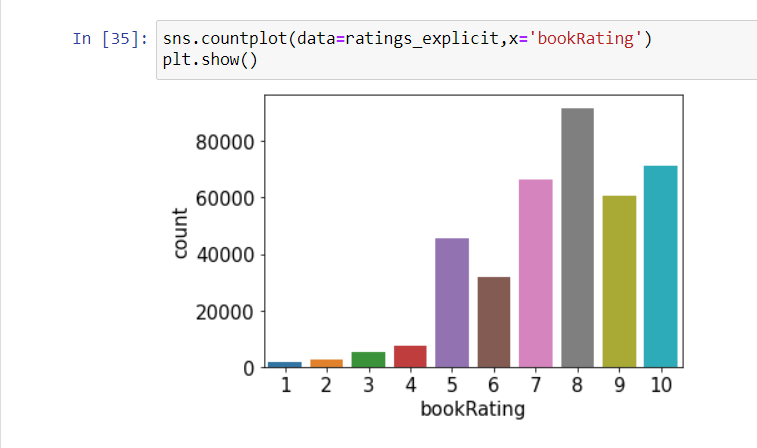 In [35]: sns.countplot(data=ratings_explicit,x='bookRating')
plt.show()
80000
60000
40000
20000
0
count
1 2 3 4 5 6 7 8 9 10
bookRating